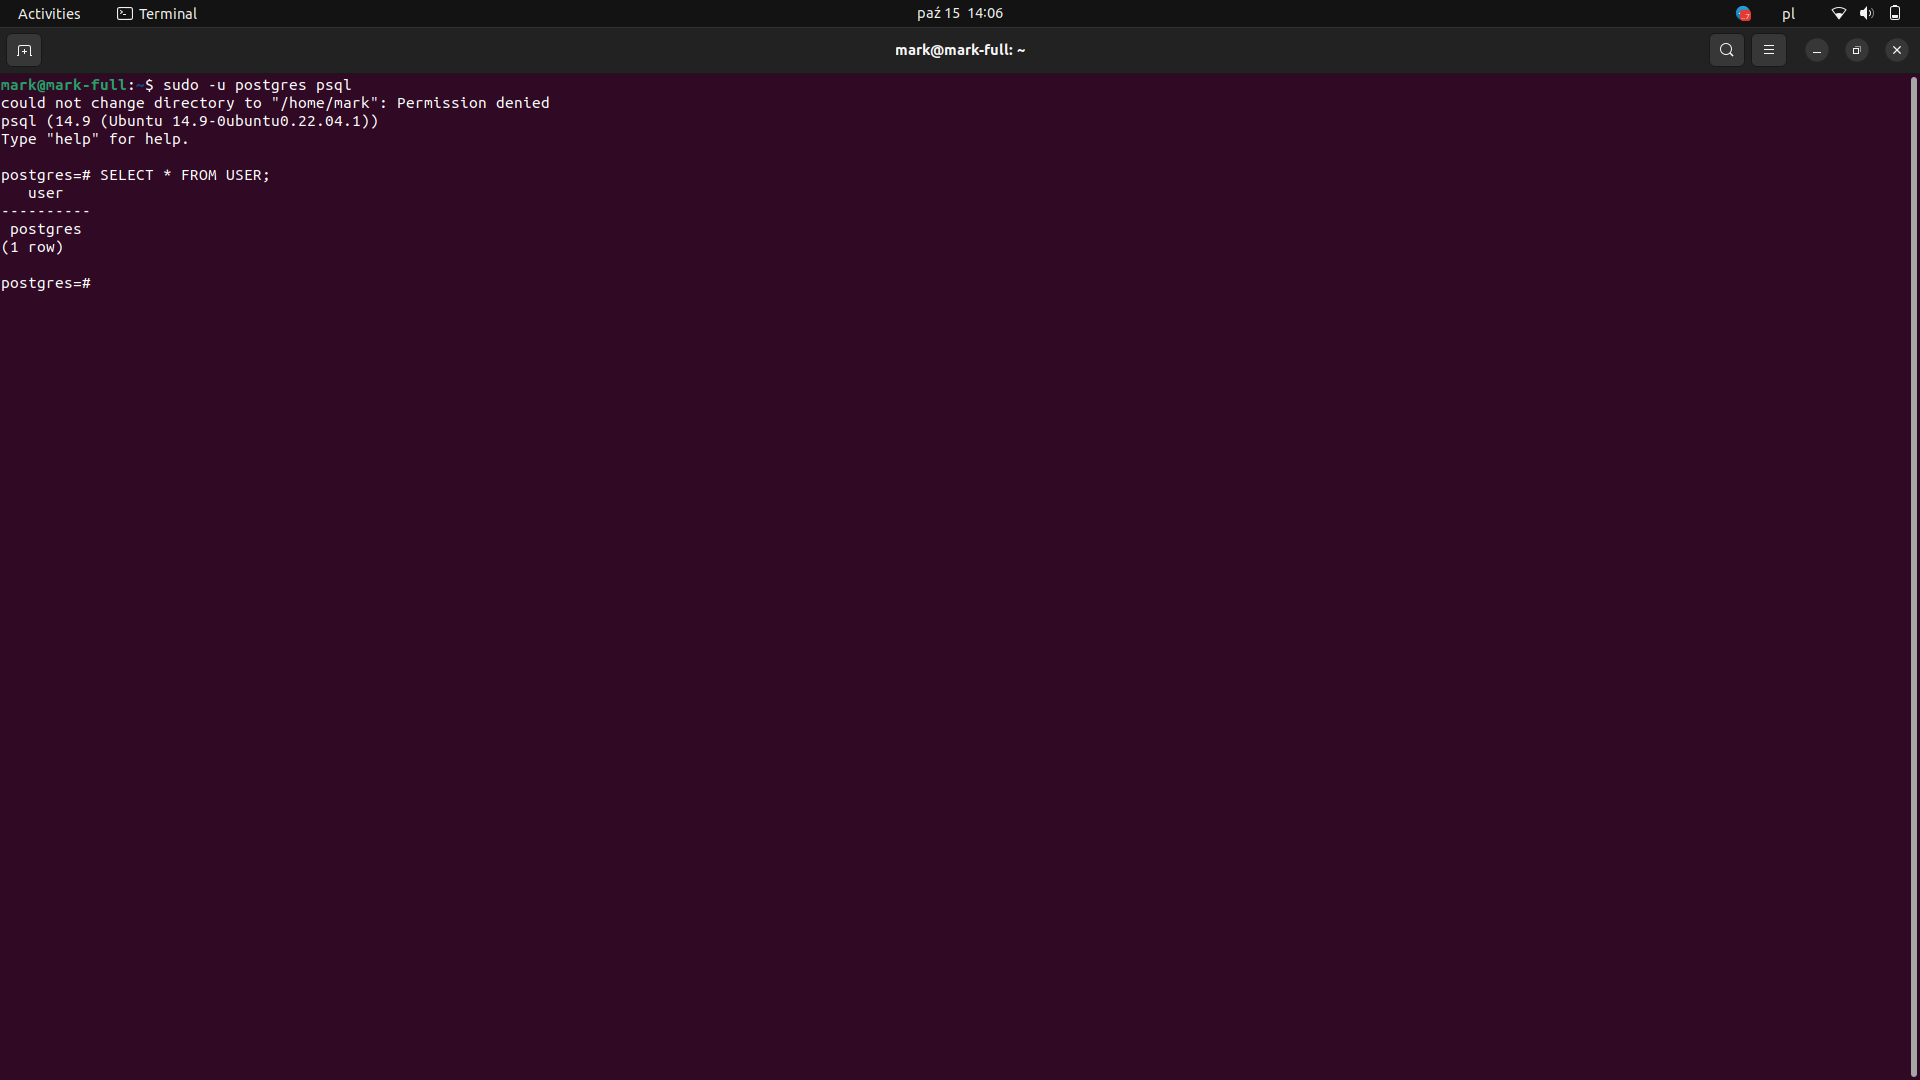 Activities Terminal paź 15 14:06 pl
mark@mark-full: ~
mark@mark-full:~$ sudo -u postgres psql
could not change directory to "/home/mark": Permission denied
psql (14.9 (Ubuntu 14.9-0ubuntu0.22.04.1))
Type "help" for help.
postgres=# SELECT * FROM USER;
user
----------
postgres
(1 row)
postgres=#